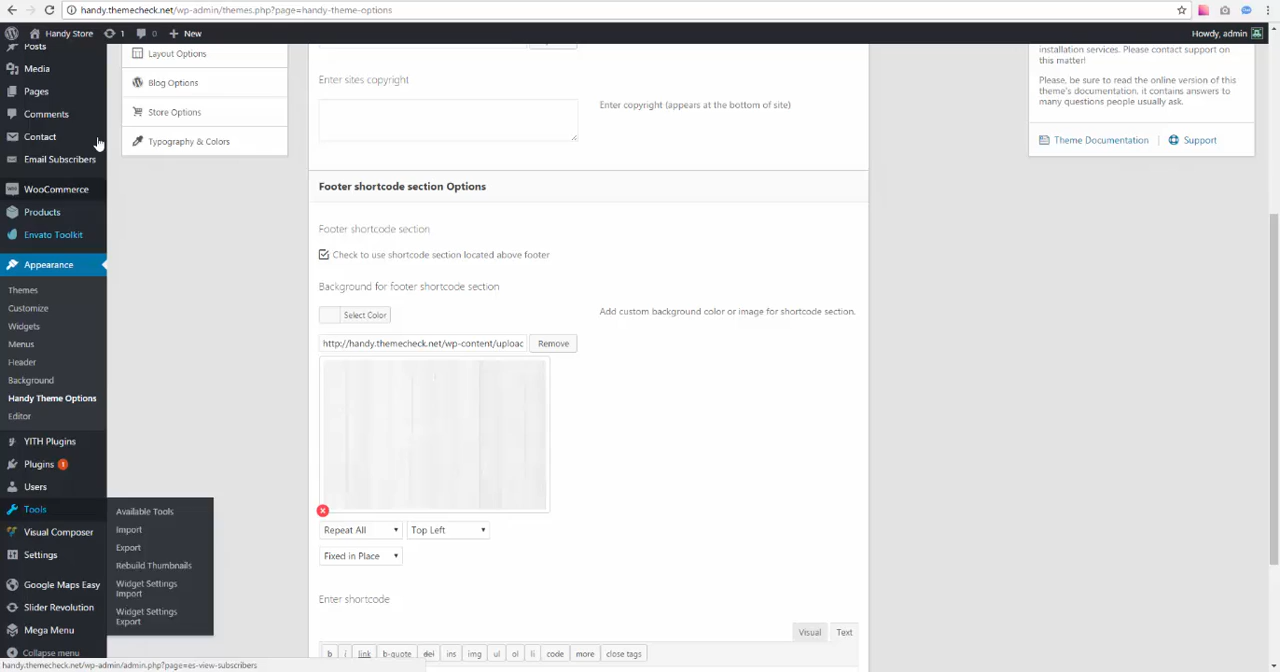 handy.themecheck.net/wp-admin/themes.php?page=handy-theme-options
Handy Store
1
0
New
Howdy, admin
Posts
Media
Pages
Comments
Contact
Email Subscribers
WooCommerce
Products
Envato Toolkit
Appearance
Themes
Customize
Widgets
Menus
Header
Background
Handy Theme Options
Editor
YITH Plugins
Plugins 1
Users
Tools
Visual Composer
Settings
Google Maps Easy
Slider Revolution
Mega Menu
Collapse menu
Available Tools
Import
Export
Rebuild Thumbnails
Widget Settings
Import
Widget Settings
Export
Layout Options
Blog Options
Store Options
Typography & Colors
Enter sites copyright
Enter copyright (appears at the bottom of site)
Footer shortcode section Options
Footer shortcode section
Check to use shortcode section located above footer
Background for footer shortcode section
Select Color
Add custom background color or image for shortcode section.
http://handy.themecheck.net/wp-content/uploac
Remove
Repeat All
Top Left
Fixed in Place
Enter shortcode
Visual
Text
b i link b-quote del ins img ul ol li code more close tags
installation services. Please contact support on
this matter!
Please, be sure to read the online version of this
theme's documentation, it contains answers to
many questions people usually ask.
Theme Documentation
Support
handy.themecheck.net/wp-admin/admin.php?page=es-view-subscribers